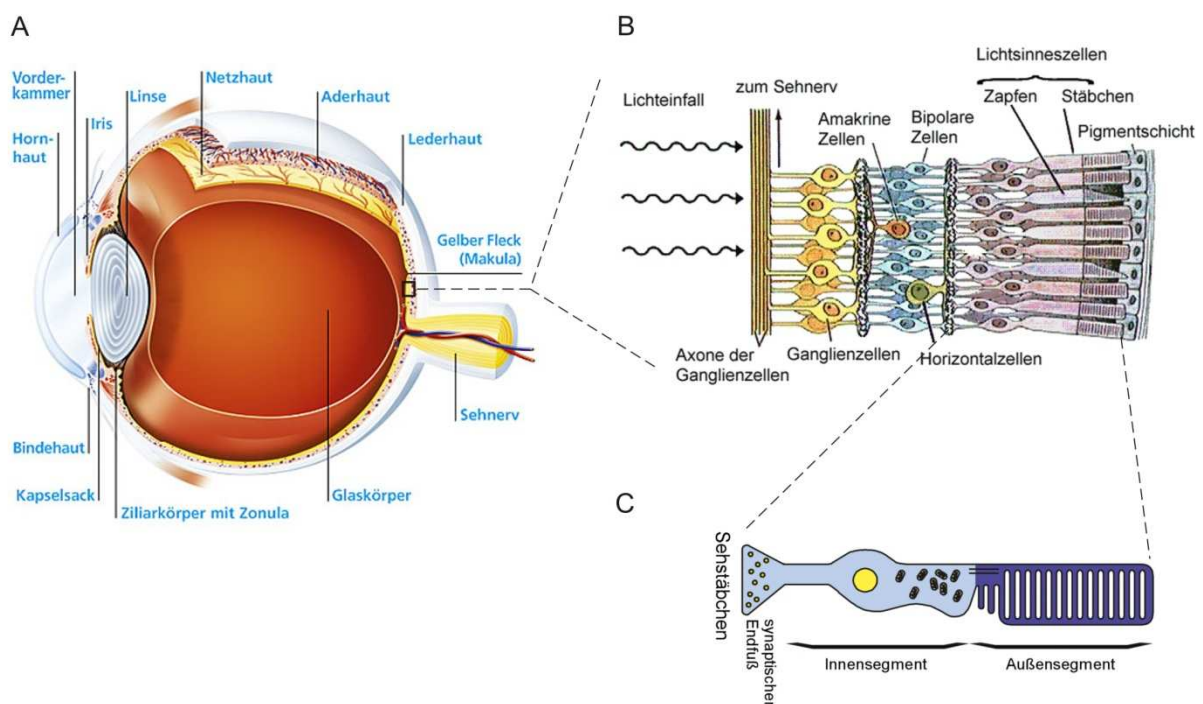 A
Vorder-
kammer
Horn-
haut
Iris
Linse
Netzhaut
Aderhaut
Lederhaut
Gelber Fleck
(Makula)
Sehnerv
Bindehaut
Kapselsack
Ziliarkörper mit Zonula
Glaskörper
B
Lichteinfall
zum Sehnerv
Amakrine
Zellen
Bipolare
Zellen
Lichtsinneszellen
Zapfen
Stäbchen
Pigmentschicht
Axone der
Ganglienzellen
Ganglienzellen
Horizontalzellen
C
Sehstäbchen
synaptischer
Endfuß
Innensegment
Außensegment